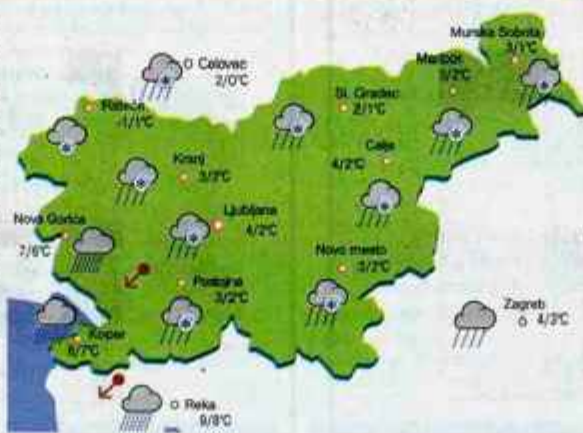 Celovec
2/0°C
Murska Sobota
3/1°C
Maribor
3/2°C
Rateče
-1/1°C
Sl. Gradec
2/1°C
Kranj
3/2°C
Celje
4/2°C
Ljubljana
4/2°C
Nova Gorica
7/6°C
Novo mesto
3/2°C
Postojna
3/2°C
Zagreb
4/3°C
Koper
8/7°C
Reka
9/8°C